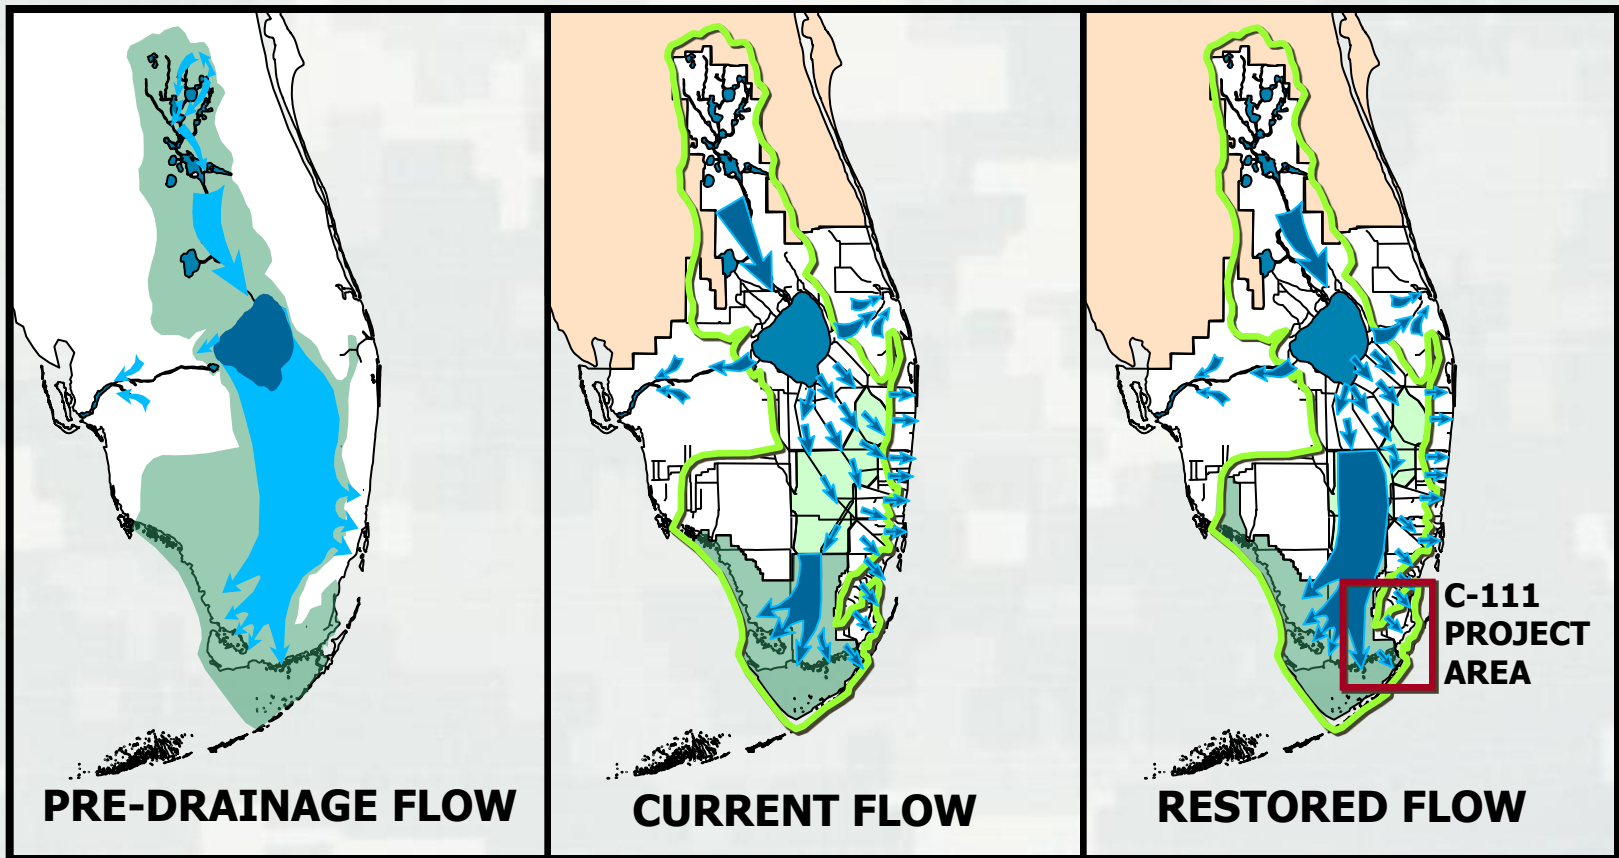 PRE-DRAINAGE FLOW
CURRENT FLOW
RESTORED FLOW
C-111
PROJECT
AREA